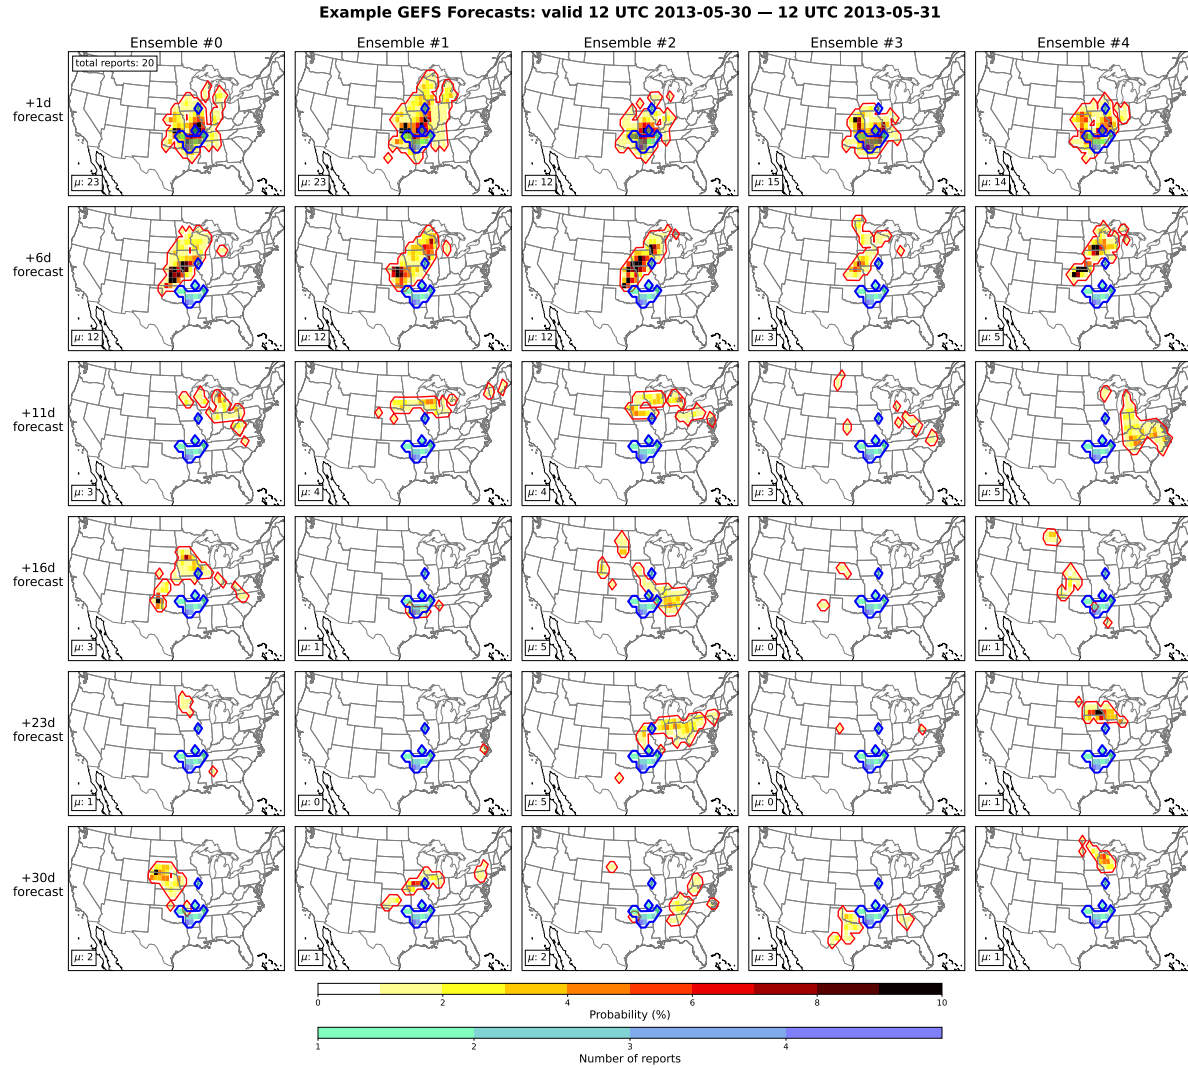 Example GEFS Forecasts: valid 12 UTC 2013-05-30 — 12 UTC 2013-05-31
Ensemble #0 Ensemble #1 Ensemble #2 Ensemble #3 Ensemble #4
total reports: 20
+1d
forecast
μ: 23 μ: 23 μ: 12 μ: 15 μ: 14
+6d
forecast
μ: 12 μ: 12 μ: 12 μ: 3 μ: 5
+11d
forecast
μ: 3 μ: 4 μ: 4 μ: 3 μ: 5
+16d
forecast
μ: 3 μ: 1 μ: 5 μ: 0 μ: 1
+23d
forecast
μ: 1 μ: 0 μ: 5 μ: 0 μ: 1
+30d
forecast
μ: 2 μ: 1 μ: 2 μ: 3 μ: 1
0 2 4 6 8 10
Probability (%)
1 2 3 4
Number of reports